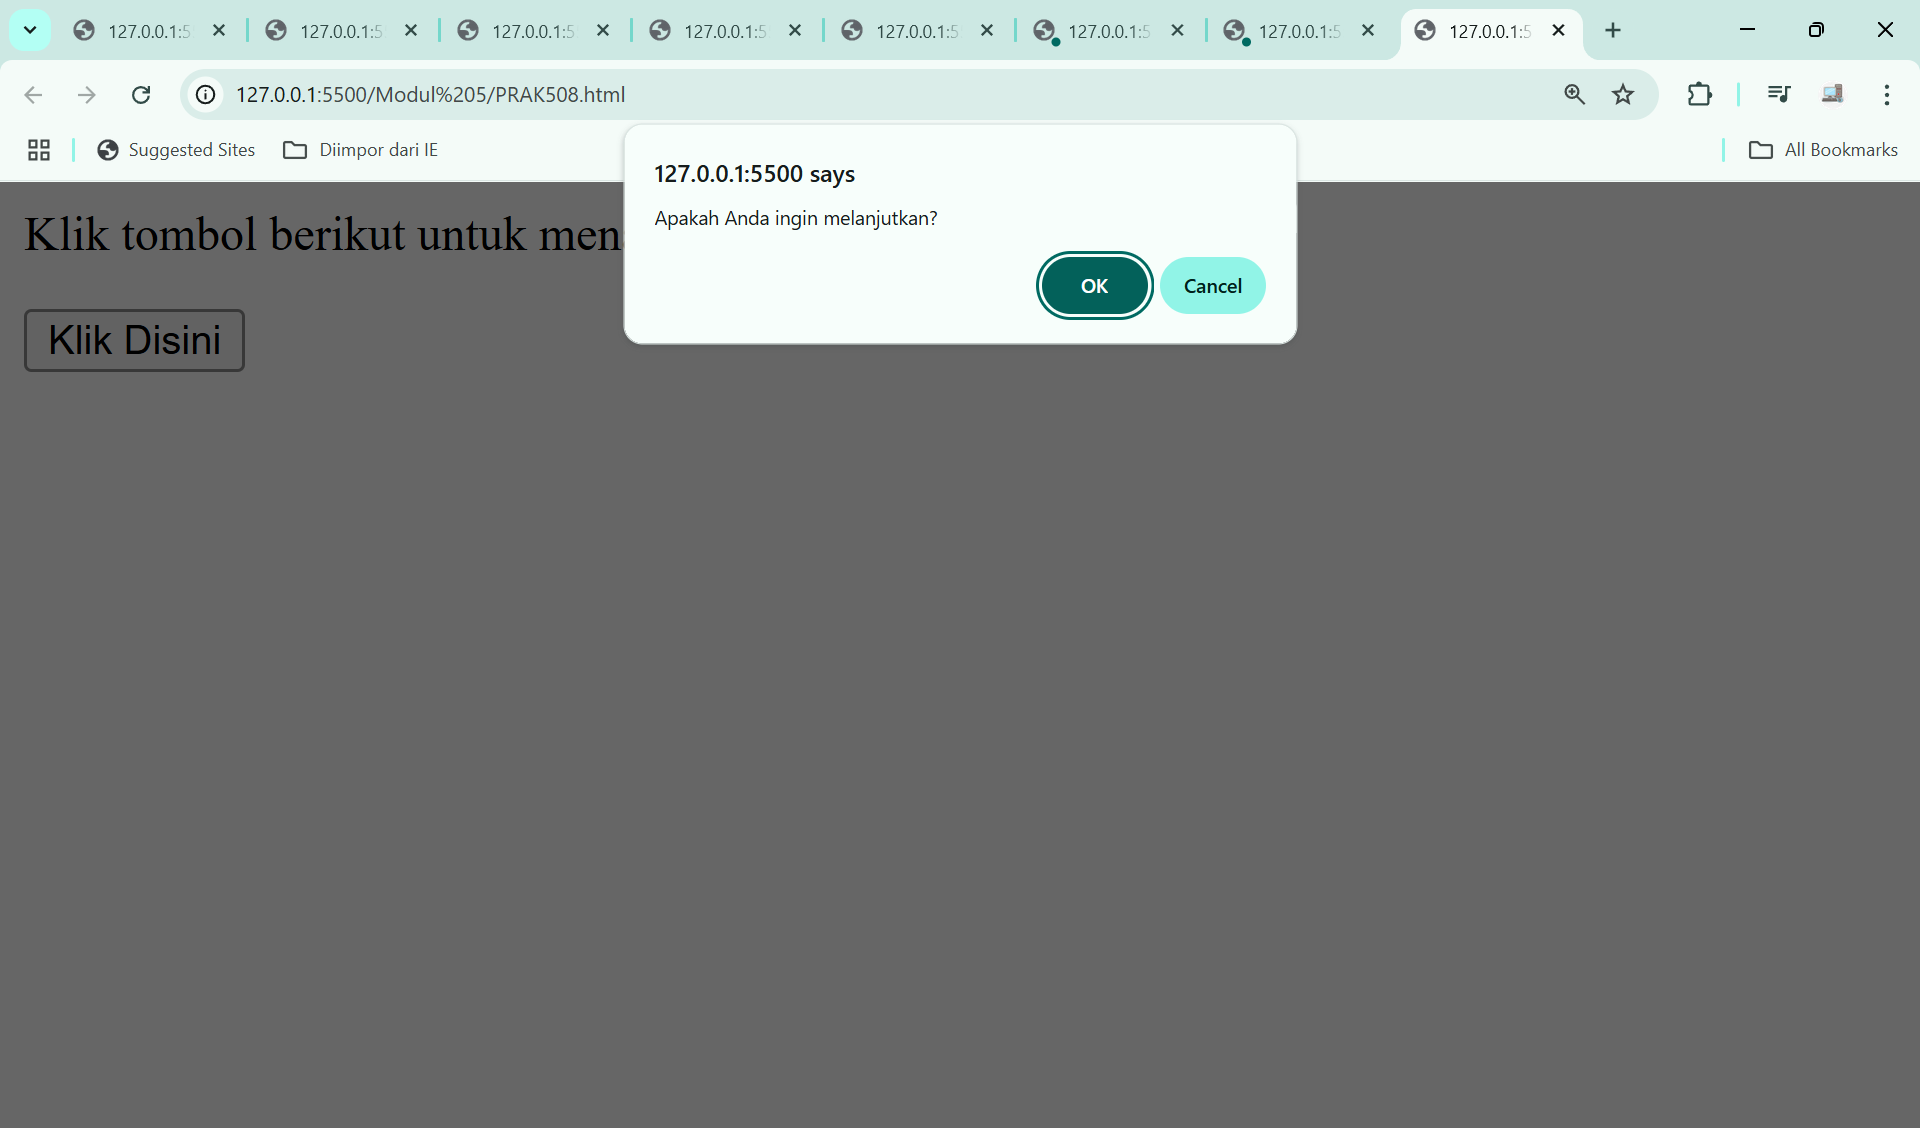 127.0.0.1:5 127.0.0.1:5 127.0.0.1:5 127.0.0.1:5 127.0.0.1:5 127.0.0.1:5 127.0.0.1:5 127.0.0.1:5
127.0.0.1:5500/Modul%205/PRAK508.html
Suggested Sites Diimpor dari IE All Bookmarks
127.0.0.1:5500 says
Apakah Anda ingin melanjutkan?
OK Cancel
Klik tombol berikut untuk men
Klik Disini